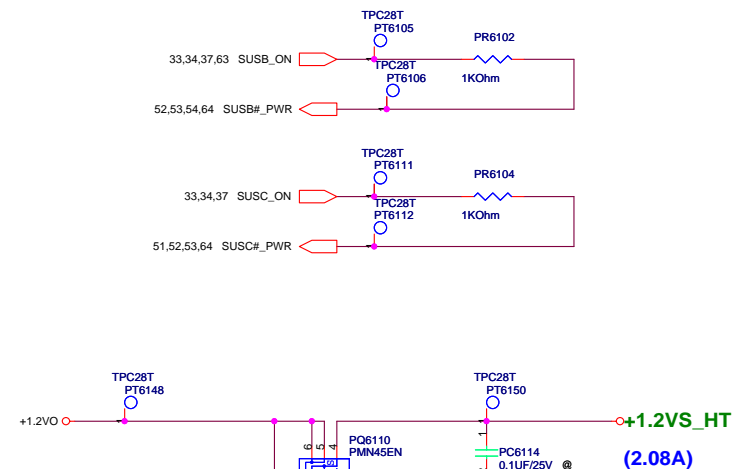 TPC28T
PT6105
PR6102
33,34,37,63 SUSB_ON
TPC28T
PT6106
1KOhm
52,53,54,64 SUSB#_PWR
TPC28T
PT6111
PR6104
33,34,37 SUSC_ON
TPC28T
PT6112
1KOhm
51,52,53,64 SUSC#_PWR
TPC28T
PT6148
TPC28T
PT6150
+1.2VO
+1.2VS_HT
6 5 4
PQ6110
PMN45EN
S
1
PC6114
0.1UF/25V @
(2.08A)